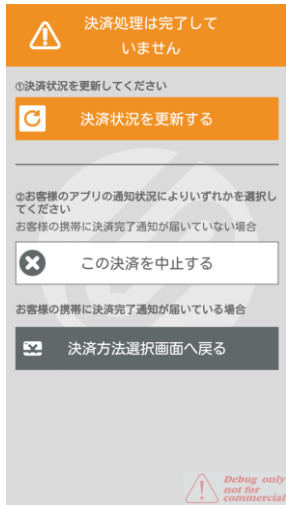 決済処理は完了して
いません
①決済状況を更新してください
決済状況を更新する
②お客様のアプリの通知状況によりいずれかを選択し
てください
お客様の携帯に決済完了通知が届いていない場合
この決済を中止する
お客様の携帯に決済完了通知が届いている場合
決済方法選択画面へ戻る
Debug only
not for
commercial